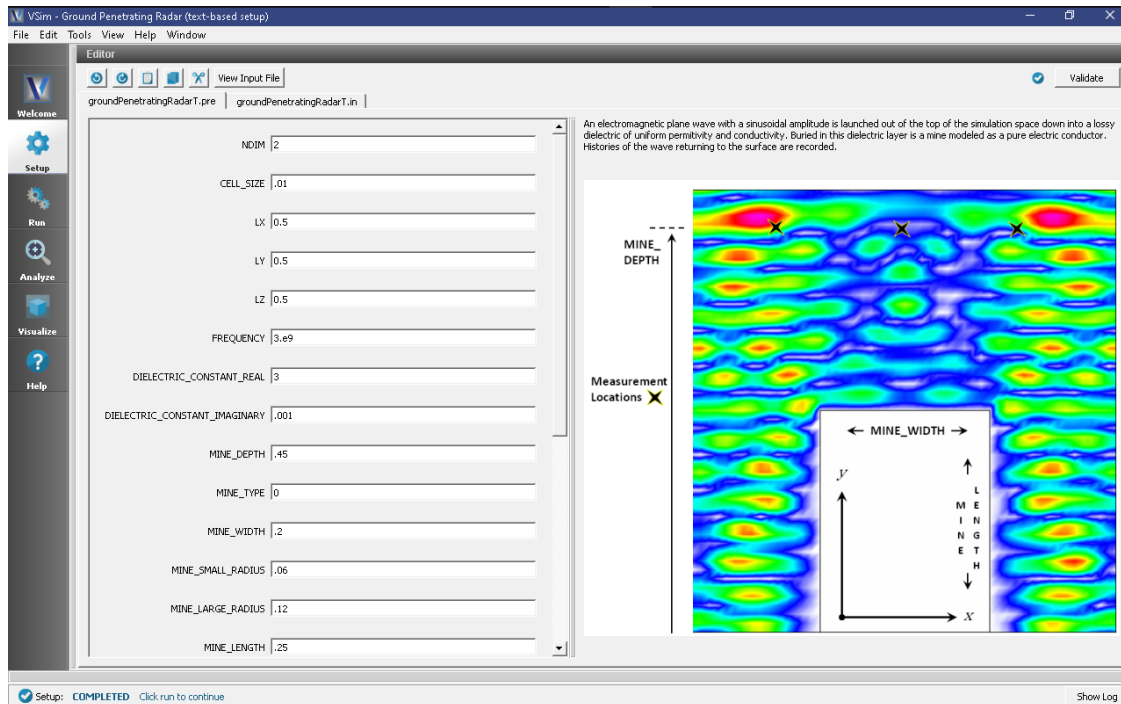 VSim - Ground Penetrating Radar (text-based setup)
File Edit Tools View Help Window
Editor
View Input File
Validate
groundPenetratingRadarT.pre
groundPenetratingRadarT.in
Welcome
Setup
Run
Analyze
Visualize
Help
NDIM 2
CELL_SIZE .01
LX 0.5
LY 0.5
LZ 0.5
FREQUENCY 3.e9
DIELECTRIC_CONSTANT_REAL 3
DIELECTRIC_CONSTANT_IMAGINARY .001
MINE_DEPTH .45
MINE_TYPE 0
MINE_WIDTH .2
MINE_SMALL_RADIUS .06
MINE_LARGE_RADIUS .12
MINE_LENGTH .25
An electromagnetic plane wave with a sinusoidal amplitude is launched out of the top of the simulation space down into a lossy
dielectric of uniform permitivity and conductivity. Buried in this dielectric layer is a mine modeled as a pure electric conductor.
Histories of the wave returning to the surface are recorded.
MINE_
DEPTH
Measurement
Locations
MINE_WIDTH
MINE LENGTH
y
x
Setup: COMPLETED Click run to continue
Show Log